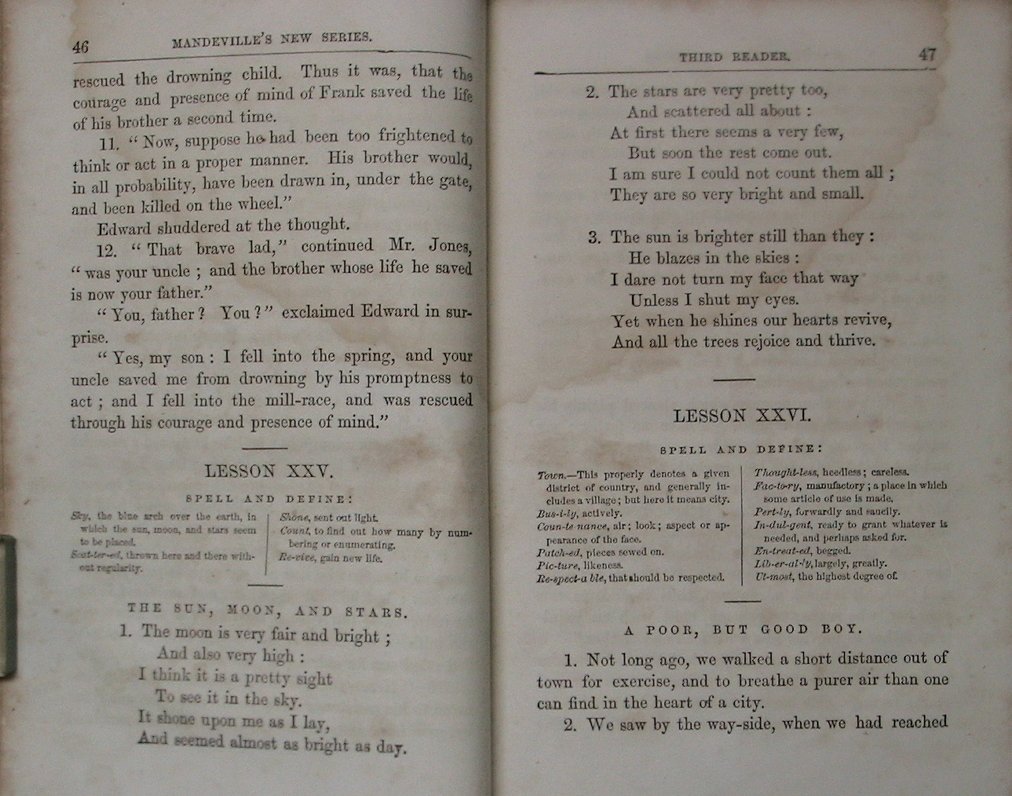 46
MANDEVILLE'S NEW SERIES.
rescued the drowning child. Thus it was, that the
courage and presence of mind of Frank saved the life
of his brother a second time.
11. “ Now, suppose he had been too frightened to
think or act in a proper manner. His brother would,
in all probability, have been drawn in, under the gate,
and been killed on the wheel.”
Edward shuddered at the thought.
12. “ That brave lad,” continued Mr. Jones,
“ was your uncle ; and the brother whose life he saved
is now your father.”
“ You, father ? You ? ” exclaimed Edward in sur-
prise.
“ Yes, my son : I fell into the spring, and your
uncle saved me from drowning by his promptness to
act ; and I fell into the mill-race, and was rescued
through his courage and presence of mind.”
LESSON XXV.
SPELL AND DEFINE:
Sky, the blue arch over the earth, in
which the sun, moon, and stars seem
to be placed.
Scat-ter-ed, thrown here and there with-
out regularity.
Shone, sent out light.
Count, to find out how many by num-
bering or enumerating.
Re-vive, gain new life.
THE SUN, MOON, AND STARS.
1. The moon is very fair and bright ;
And also very high :
I think it is a pretty sight
To see it in the sky.
It shone upon me as I lay,
And seemed almost as bright as day.
THIRD READER.
47
2. The stars are very pretty too,
And scattered all about :
At first there seems a very few,
But soon the rest come out.
I am sure I could not count them all ;
They are so very bright and small.
3. The sun is brighter still than they :
He blazes in the skies :
I dare not turn my face that way
Unless I shut my eyes.
Yet when he shines our hearts revive,
And all the trees rejoice and thrive.
LESSON XXVI.
SPELL AND DEFINE:
Town.—This properly denotes a given
district of country, and generally in-
cludes a village; but here it means city.
Bus-i-ly, actively.
Coun-te nance, air; look; aspect or ap-
pearance of the face.
Patch-ed, pieces sewed on.
Pic-ture, likeness.
Re-spect-a ble, that should be respected.
Thought-less, heedless; careless.
Fac-to-ry, manufactory; a place in which
some article of use is made.
Pert-ly, forwardly and saucily.
In-dul-gent, ready to grant whatever is
needed, and perhaps asked for.
En-treat-ed, begged.
Lib-er-al-ly, largely, greatly.
Ut-most, the highest degree of.
A POOR, BUT GOOD BOY.
1. Not long ago, we walked a short distance out of
town for exercise, and to breathe a purer air than one
can find in the heart of a city.
2. We saw by the way-side, when we had reached